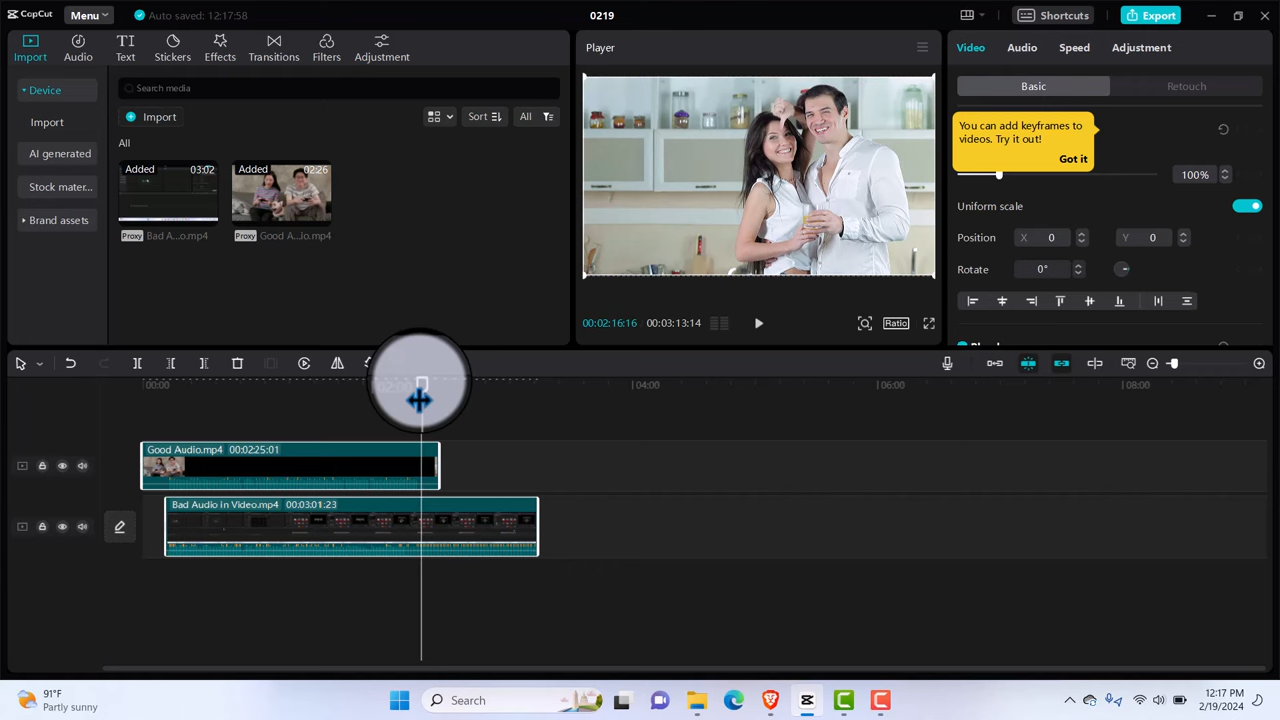 CapCut
Menu
Auto saved: 12:17:58
0219
Shortcuts
Export
Import
Audio
Text
Stickers
Effects
Transitions
Filters
Adjustment
Player
Video
Audio
Speed
Adjustment
Device
Import
AI generated
Stock mater...
Brand assets
Search media
Import
Sort
All
All
Added 03:02
Added 02:26
Proxy Bad A...o.mp4
Proxy Good A...io.mp4
00:02:16:16
00:03:13:14
Ratio
Basic
Retouch
You can add keyframes to
videos. Try it out!
Got it
100%
Uniform scale
Position
X 0
Y 0
Rotate
0°
00:00
04:00
06:00
08:00
Good Audio.mp4 00:02:25:01
Bad Audio in Video.mp4 00:03:01:23
91°F
Partly sunny
Search
12:17 PM
2/19/2024